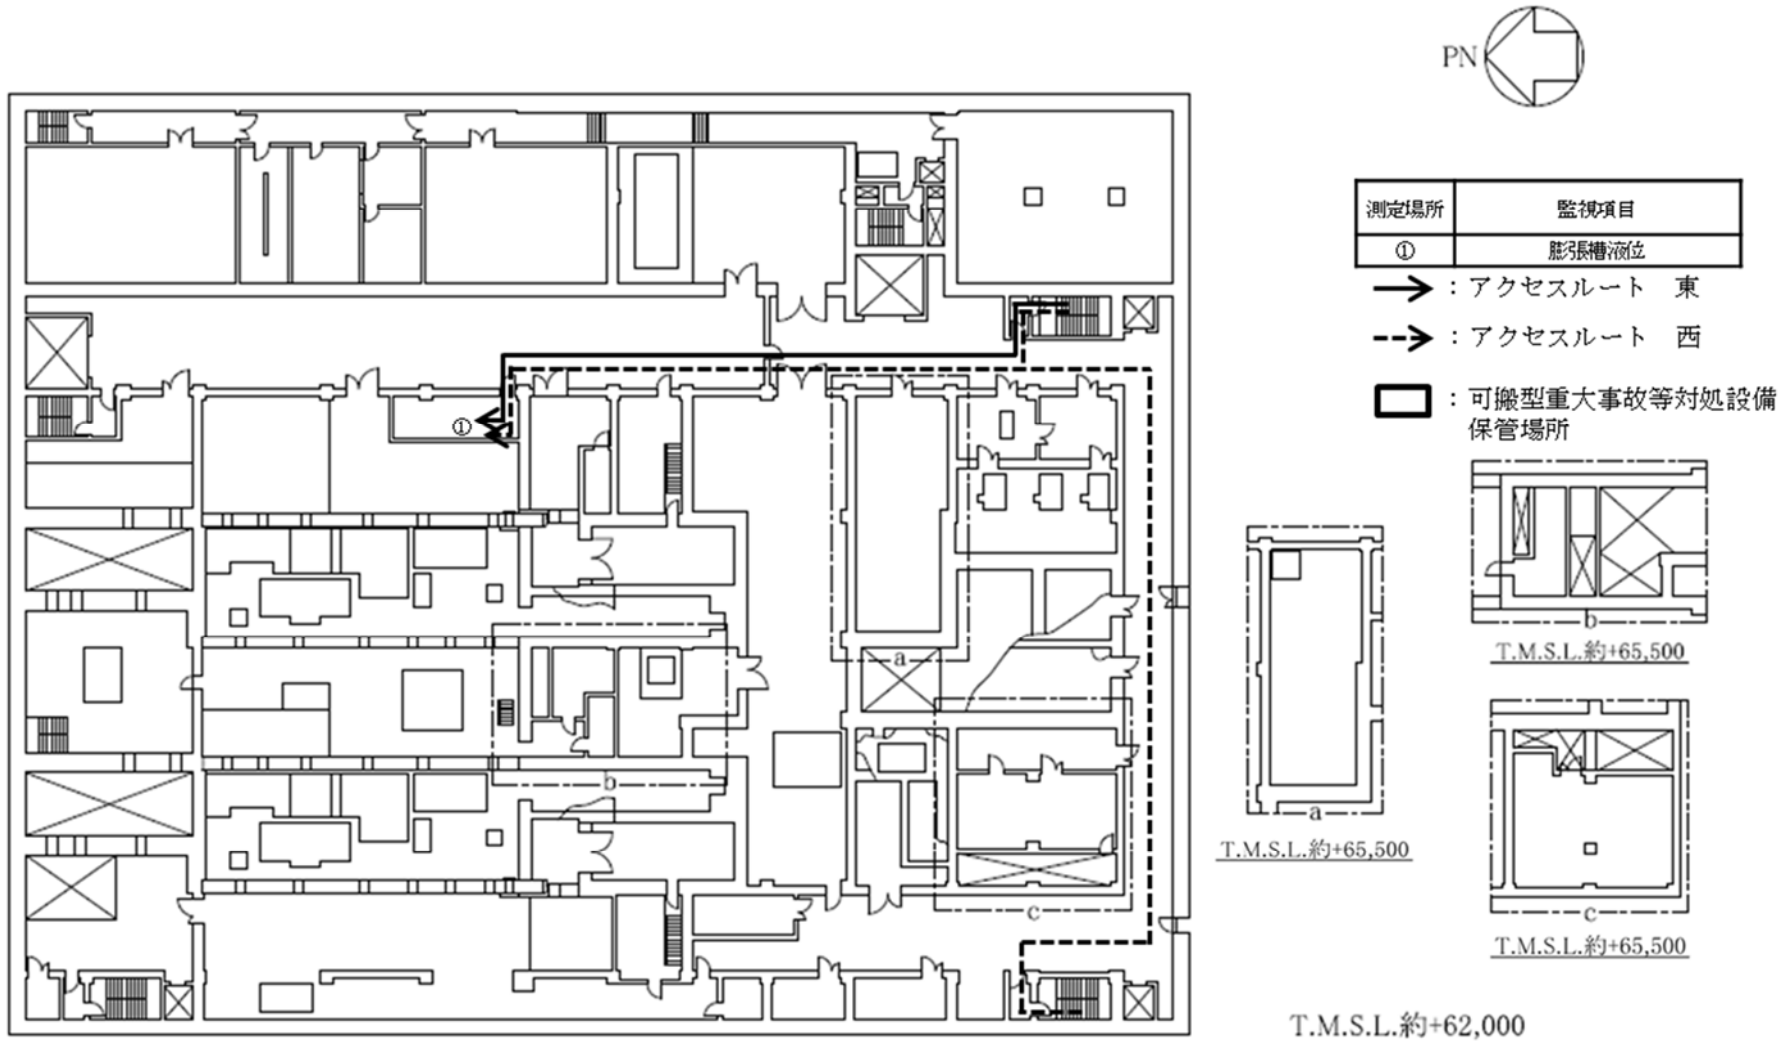 PN
測定場所 監視項目
① 膨張槽液位
：アクセスルート 東
：アクセスルート 西
：可搬型重大事故等対処設備
保管場所
①
a
b
c
b
T.M.S.L.約+65,500
a
T.M.S.L.約+65,500
c
T.M.S.L.約+65,500
T.M.S.L.約+62,000